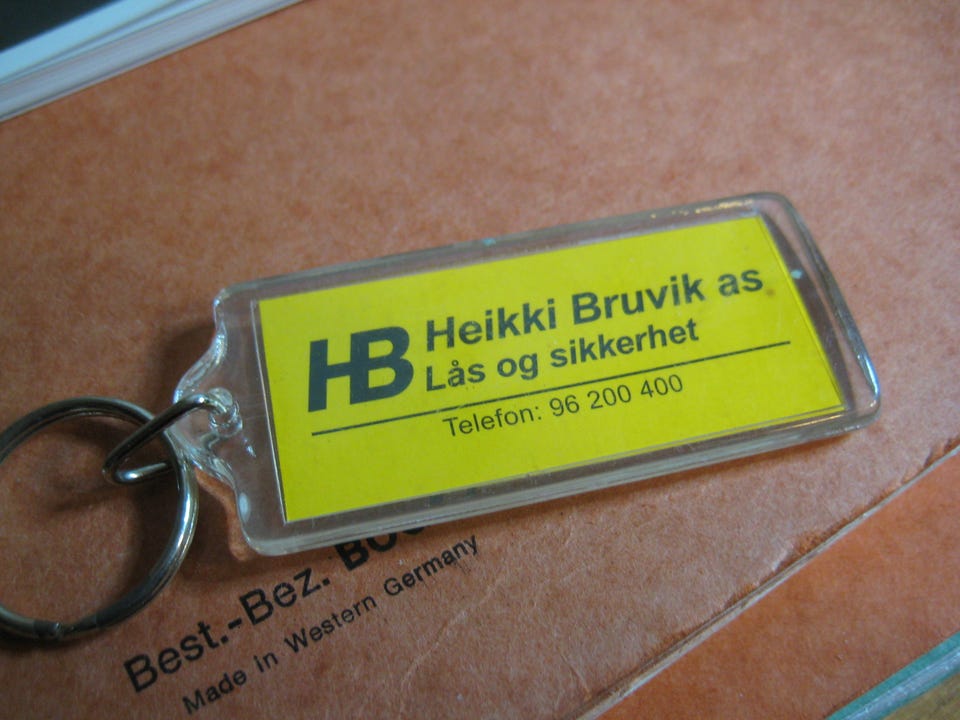 HB Heikki Bruvik as
Lås og sikkerhet
Telefon: 96 200 400
Best.-Bez.
Made in Western Germany